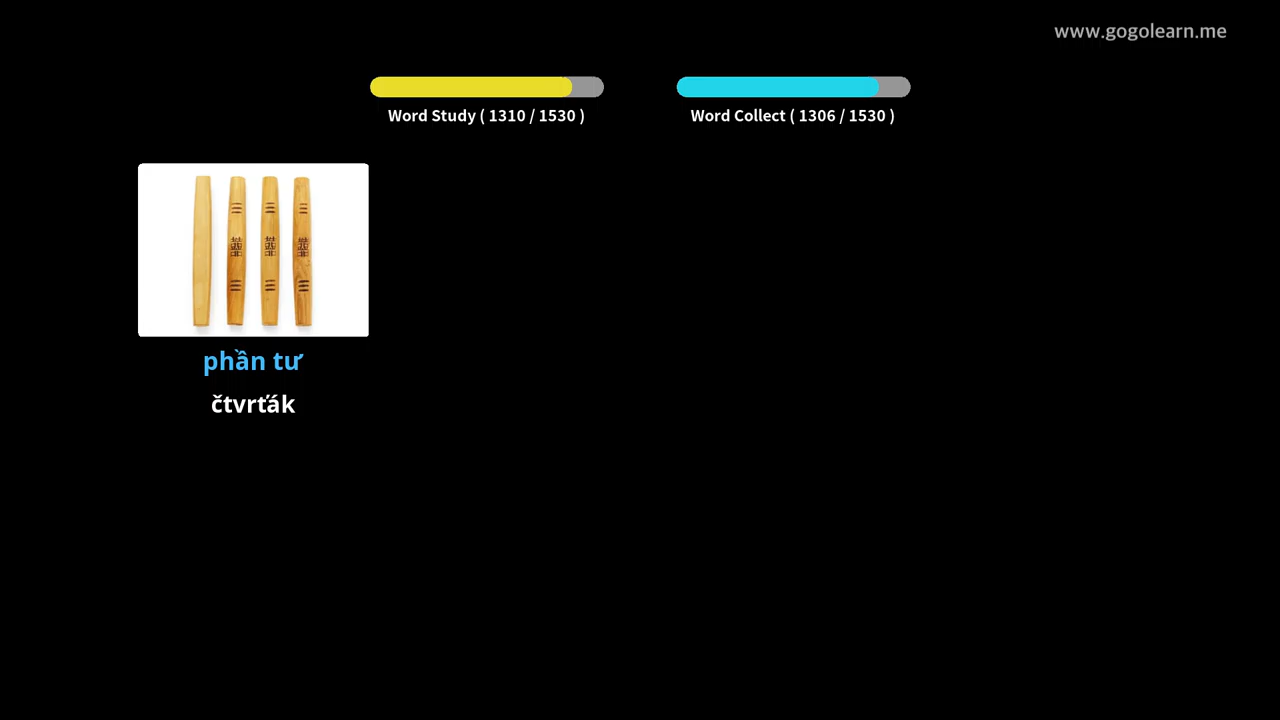 www.gogolearn.me
Word Study ( 1310 / 1530 )
Word Collect ( 1306 / 1530 )
phần tư
čtvrťák